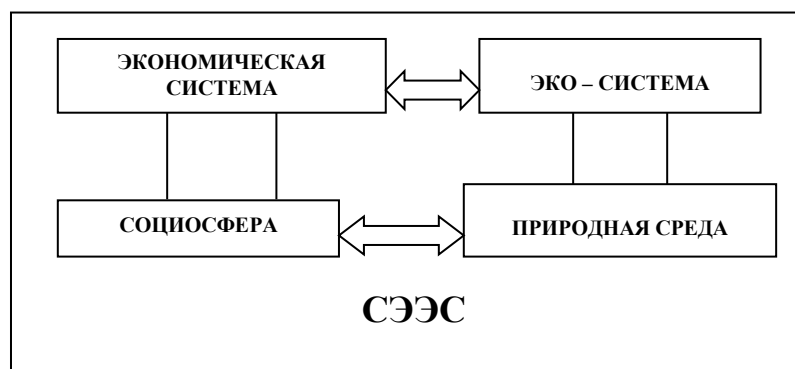 ЭКОНОМИЧЕСКАЯ
СИСТЕМА
ЭКО – СИСТЕМА
СОЦИОСФЕРА
ПРИРОДНАЯ СРЕДА
СЭЭС